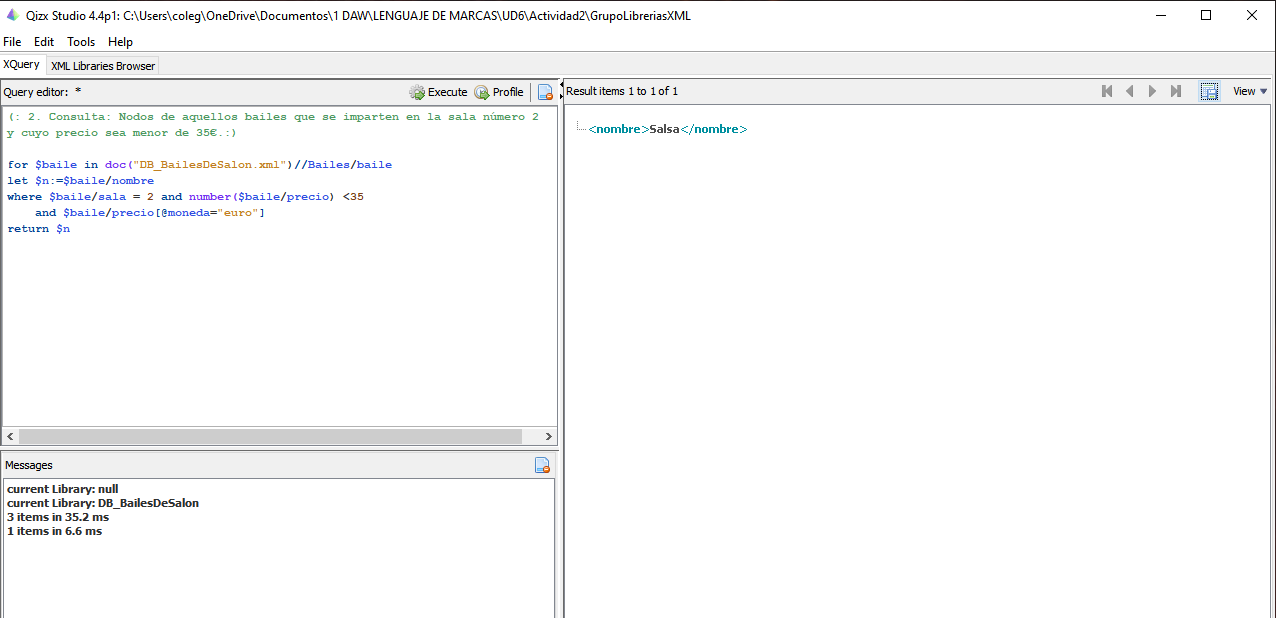 Qizx Studio 4.4p1: C:\Users\coleg\OneDrive\Documentos\1 DAW\LENGUAJE DE MARCAS\UD6\Actividad2\GrupoLibreriasXML
File Edit Tools Help
XQuery XML Libraries Browser
Query editor: * Execute Profile
(: 2. Consulta: Nodos de aquellos bailes que se imparten en la sala número 2
y cuyo precio sea menor de 35€.:)
for $baile in doc("DB_BailesDeSalon.xml")//Bailes/baile
let $n:=$baile/nombre
where $baile/sala = 2 and number($baile/precio) <35
and $baile/precio[@moneda="euro"]
return $n
Messages
current Library: null
current Library: DB_BailesDeSalon
3 items in 35.2 ms
1 items in 6.6 ms
Result items 1 to 1 of 1 View
<nombre>Salsa</nombre>